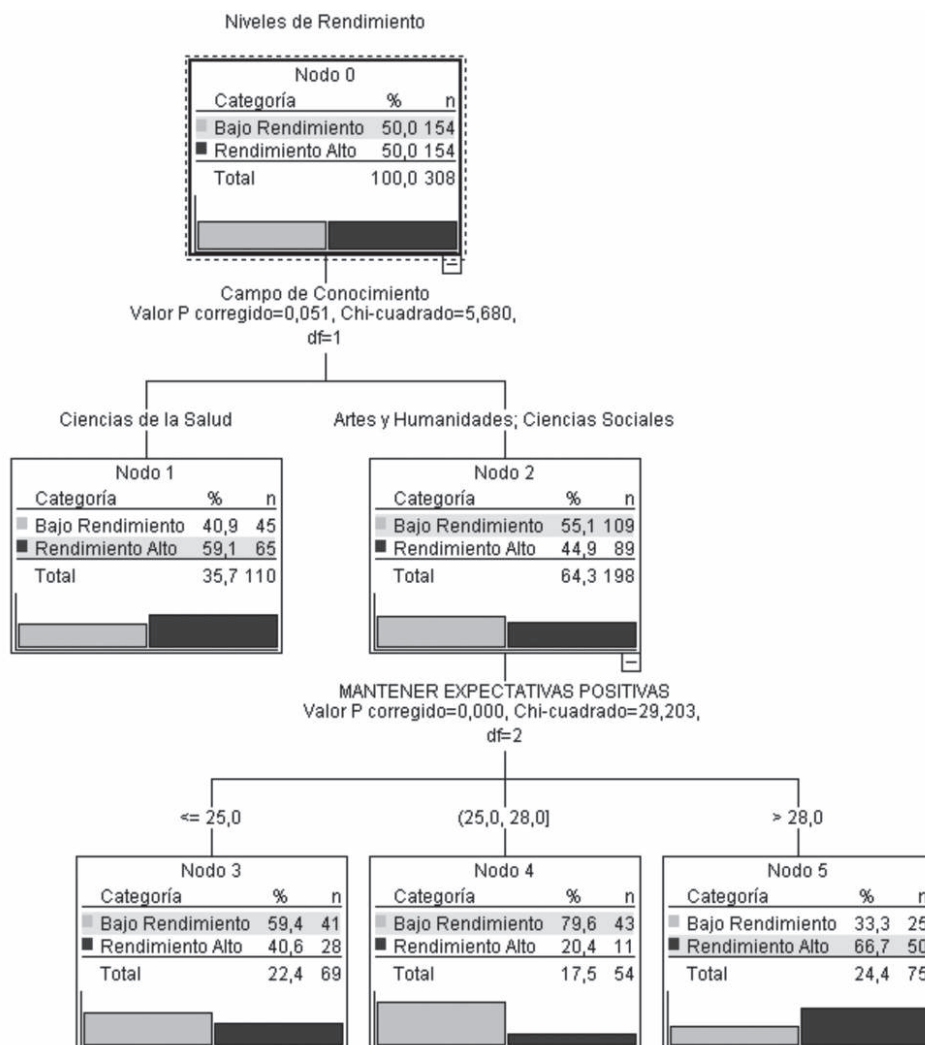 Niveles de Rendimiento
Nodo 0
Categoría % n
Bajo Rendimiento 50,0 154
Rendimiento Alto 50,0 154
Total 100,0 308
Campo de Conocimiento
Valor P corregido=0,051, Chi-cuadrado=5,680,
df=1
Ciencias de la Salud
Artes y Humanidades; Ciencias Sociales
Nodo 1
Categoría % n
Bajo Rendimiento 40,9 45
Rendimiento Alto 59,1 65
Total 35,7 110
Nodo 2
Categoría % n
Bajo Rendimiento 55,1 109
Rendimiento Alto 44,9 89
Total 64,3 198
MANTENER EXPECTATIVAS POSITIVAS
Valor P corregido=0,000, Chi-cuadrado=29,203,
df=2
<= 25,0
(25,0, 28,0]
> 28,0
Nodo 3
Categoría % n
Bajo Rendimiento 59,4 41
Rendimiento Alto 40,6 28
Total 22,4 69
Nodo 4
Categoría % n
Bajo Rendimiento 79,6 43
Rendimiento Alto 20,4 11
Total 17,5 54
Nodo 5
Categoría % n
Bajo Rendimiento 33,3 25
Rendimiento Alto 66,7 50
Total 24,4 75